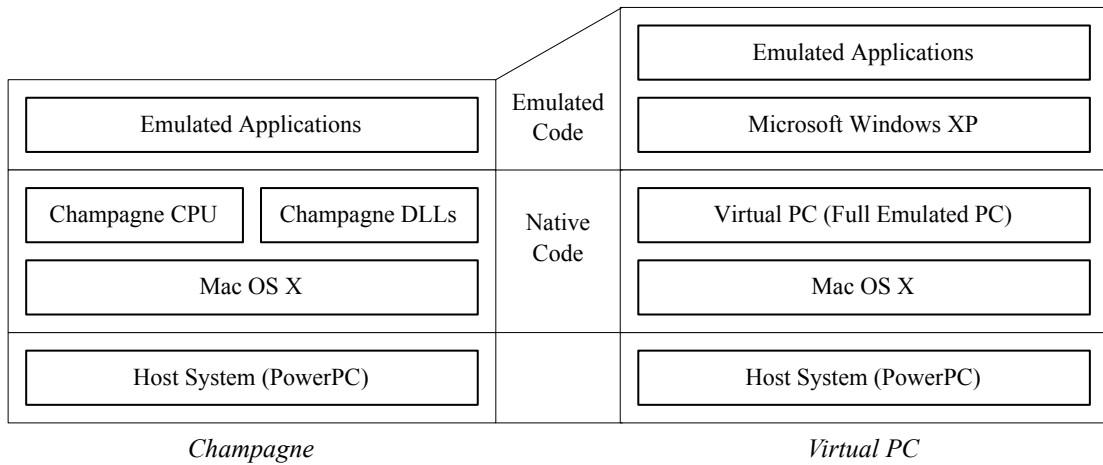 Emulated Applications
Emulated Applications
Emulated
Code
Microsoft Windows XP
Champagne CPU
Champagne DLLs
Native
Code
Virtual PC (Full Emulated PC)
Mac OS X
Mac OS X
Host System (PowerPC)
Host System (PowerPC)
Champagne
Virtual PC